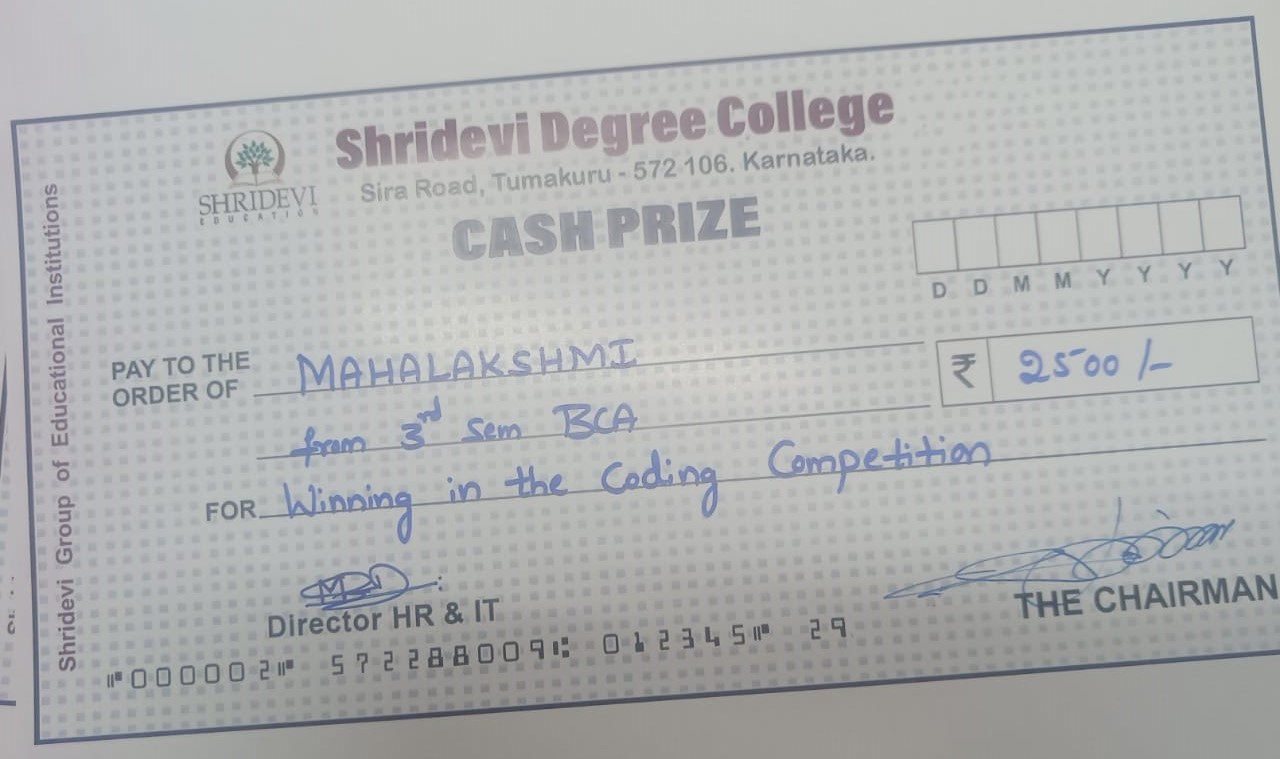 Shridevi Group of Educational Institutions
SHRIDEVI
EDUCATION
Shridevi Degree College
Sira Road, Tumakuru - 572 106. Karnataka.
CASH PRIZE
D D M M Y Y Y Y
PAY TO THE ORDER OF MAHALAKSHMI
₹ 2500/-
from 3rd Sem BCA
FOR Winning in the Coding Competition
Director HR & IT
THE CHAIRMAN
⑈000002⑈ 572288009⑆ 012345⑈ 29